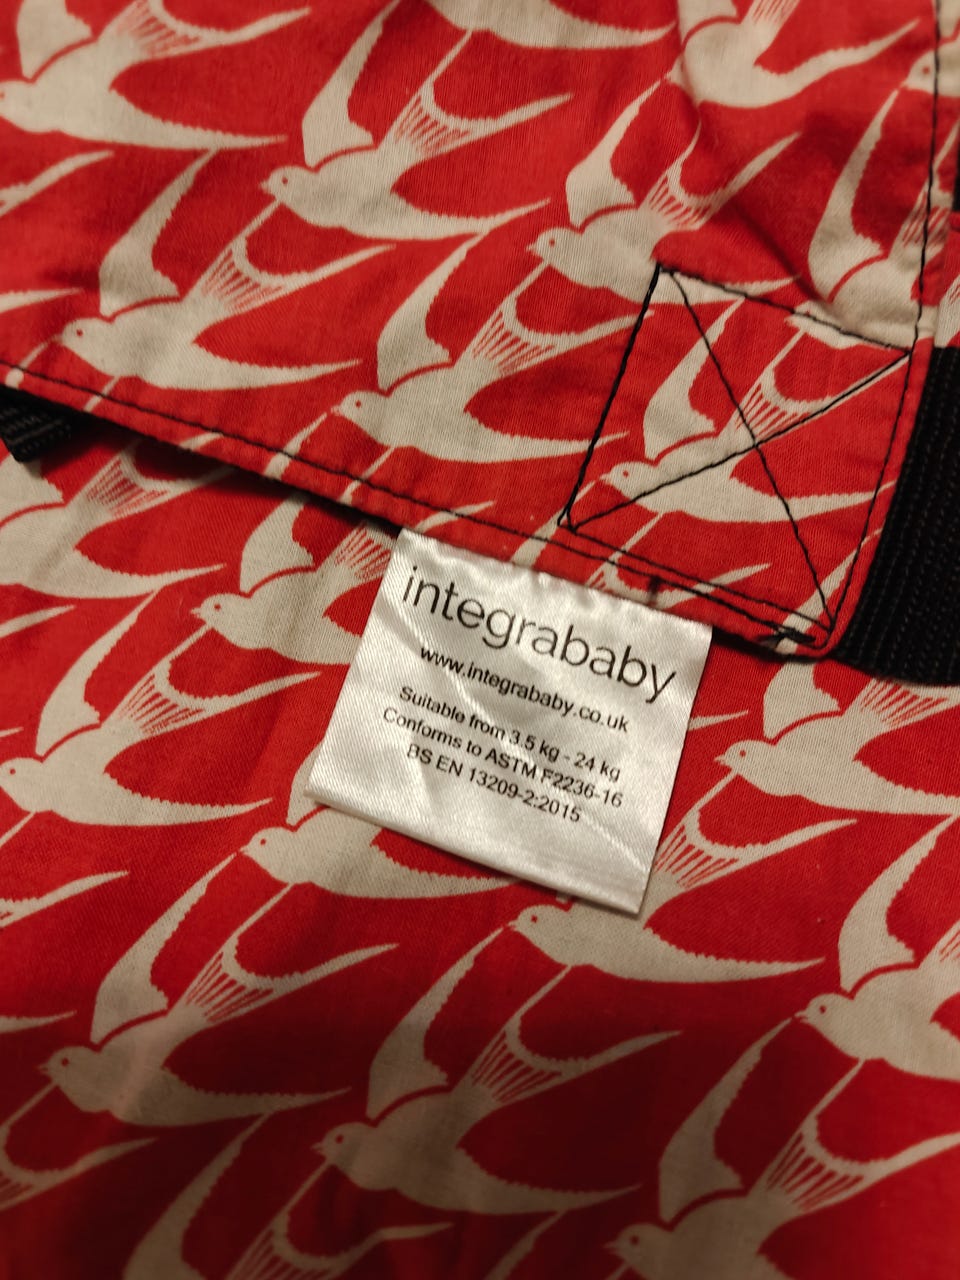 integrababy
www.integrababy.co.uk
Suitable from 3.5 kg - 24 kg
Conforms to ASTM F2236-16
BS EN 13209-2:2015